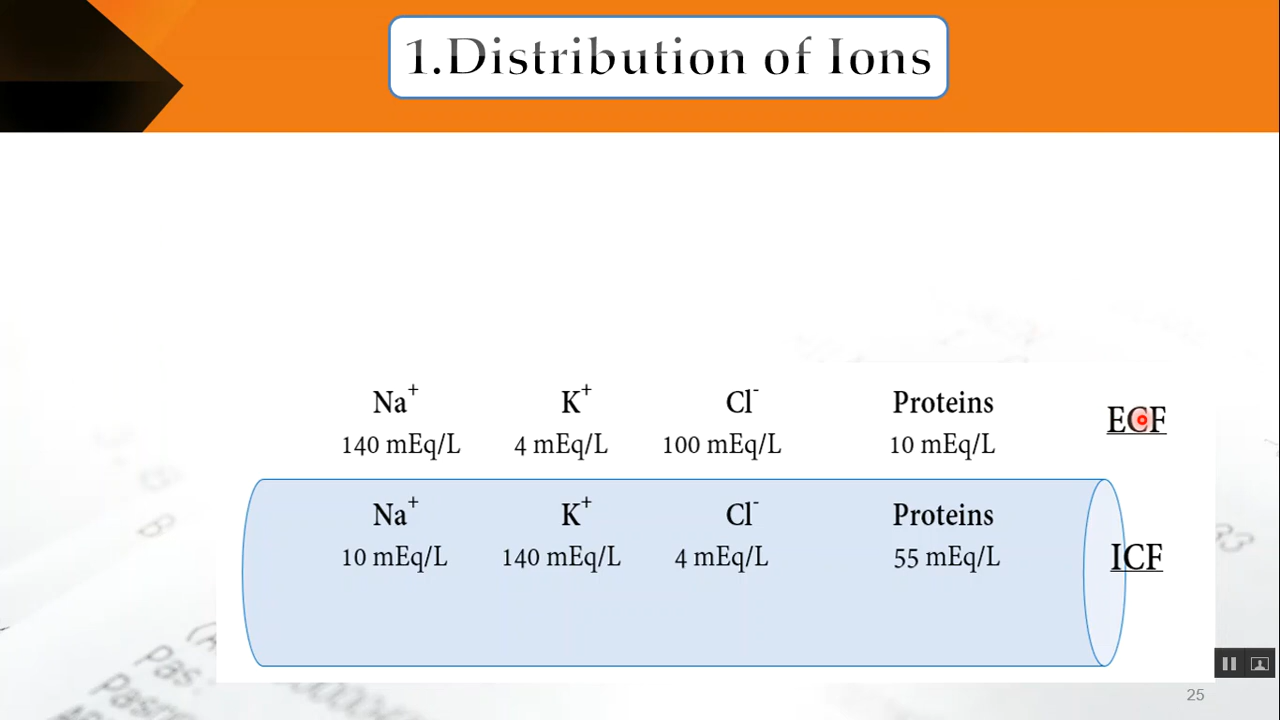 1.Distribution of Ions
Na⁺ K⁺ Cl⁻ Proteins ECF
140 mEq/L 4 mEq/L 100 mEq/L 10 mEq/L
Na⁺ K⁺ Cl⁻ Proteins ICF
10 mEq/L 140 mEq/L 4 mEq/L 55 mEq/L
Pas
25